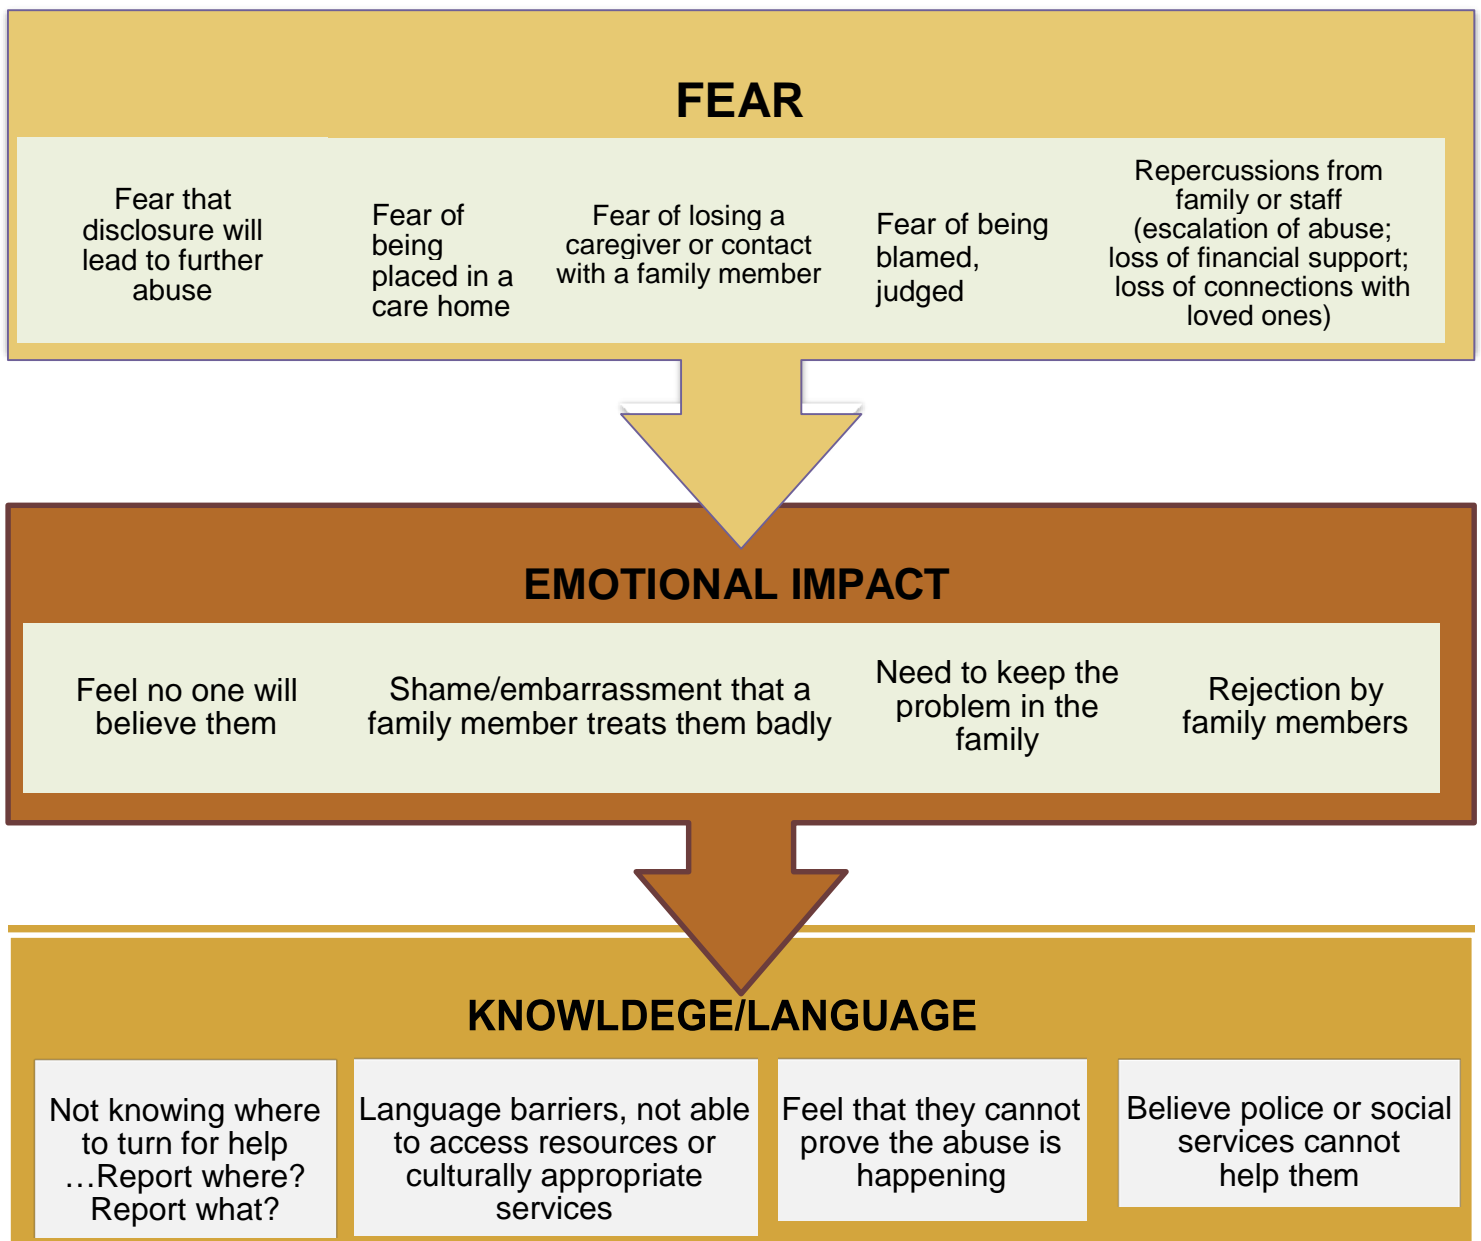 FEAR
Fear that
disclosure will
lead to further
abuse
Fear of
being
placed in a
care home
Fear of losing a
caregiver or contact
with a family member
Fear of being
blamed,
judged
Repercussions from
family or staff
(escalation of abuse;
loss of financial support;
loss of connections with
loved ones)
EMOTIONAL IMPACT
Feel no one will
believe them
Shame/embarrassment that a
family member treats them badly
Need to keep the
problem in the
family
Rejection by
family members
KNOWLDEGE/LANGUAGE
Not knowing where
to turn for help
…Report where?
Report what?
Language barriers, not able
to access resources or
culturally appropriate
services
Feel that they cannot
prove the abuse is
happening
Believe police or social
services cannot
help them